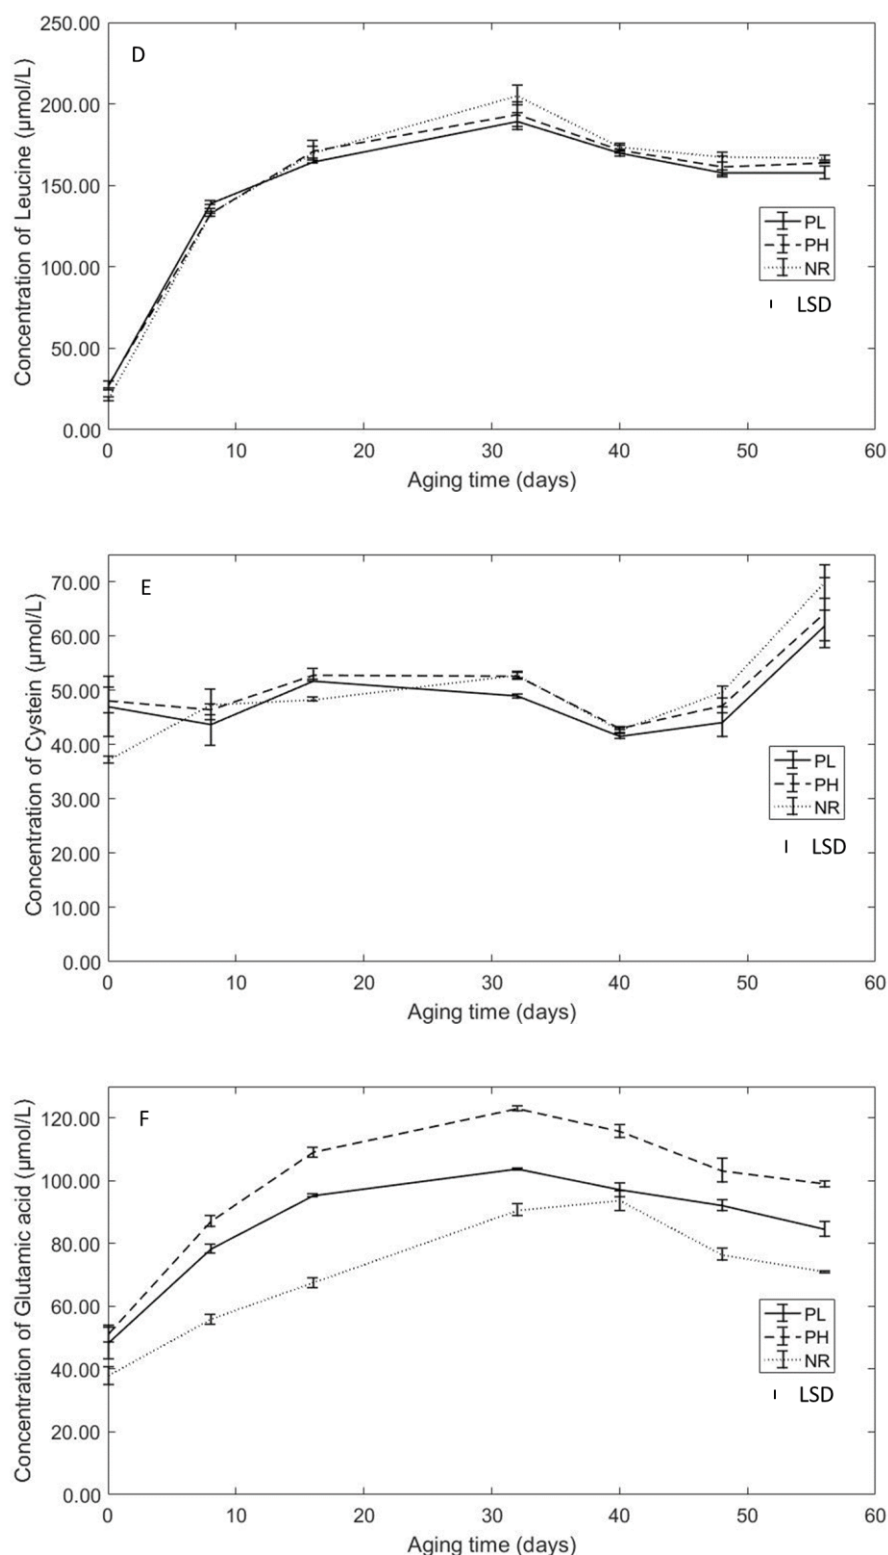 D
Concentration of Leucine (µmol/L)
250.00
200.00
150.00
100.00
50.00
0.00
PL
PH
NR
LSD
0 10 20 30 40 50 60
Aging time (days)
E
Concentration of Cystein (µmol/L)
70.00
60.00
50.00
40.00
30.00
20.00
10.00
0.00
PL
PH
NR
LSD
0 10 20 30 40 50 60
Aging time (days)
F
Concentration of Glutamic acid (µmol/L)
120.00
100.00
80.00
60.00
40.00
20.00
0.00
PL
PH
NR
LSD
0 10 20 30 40 50 60
Aging time (days)